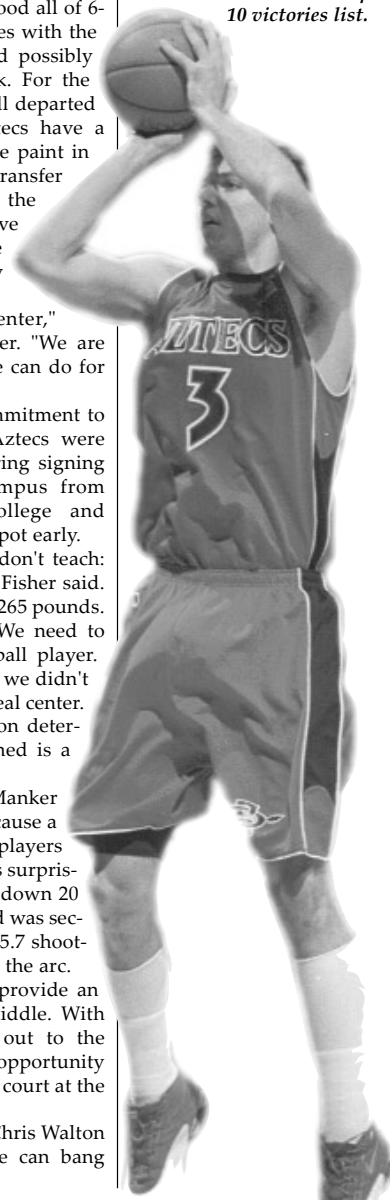 10 victories list.
ood all of 6-
es with the
d possibly
k. For the
ll departed
tecs have a
e paint in
ransfer
the
ve
enter,"
er. "We are
e can do for
mmitment to
Aztecs were
ring signing
mpus from
ollege and
pot early.
don't teach:
Fisher said.
265 pounds.
We need to
ball player.
we didn't
eal center.
on deter-
ned is a
Manker
cause a
players
s surpris-
down 20
d was sec-
5.7 shoot-
the arc.
provide an
iddle. With
out to the
opportunity
court at the
Chris Walton
e can bang
AZTECS
3